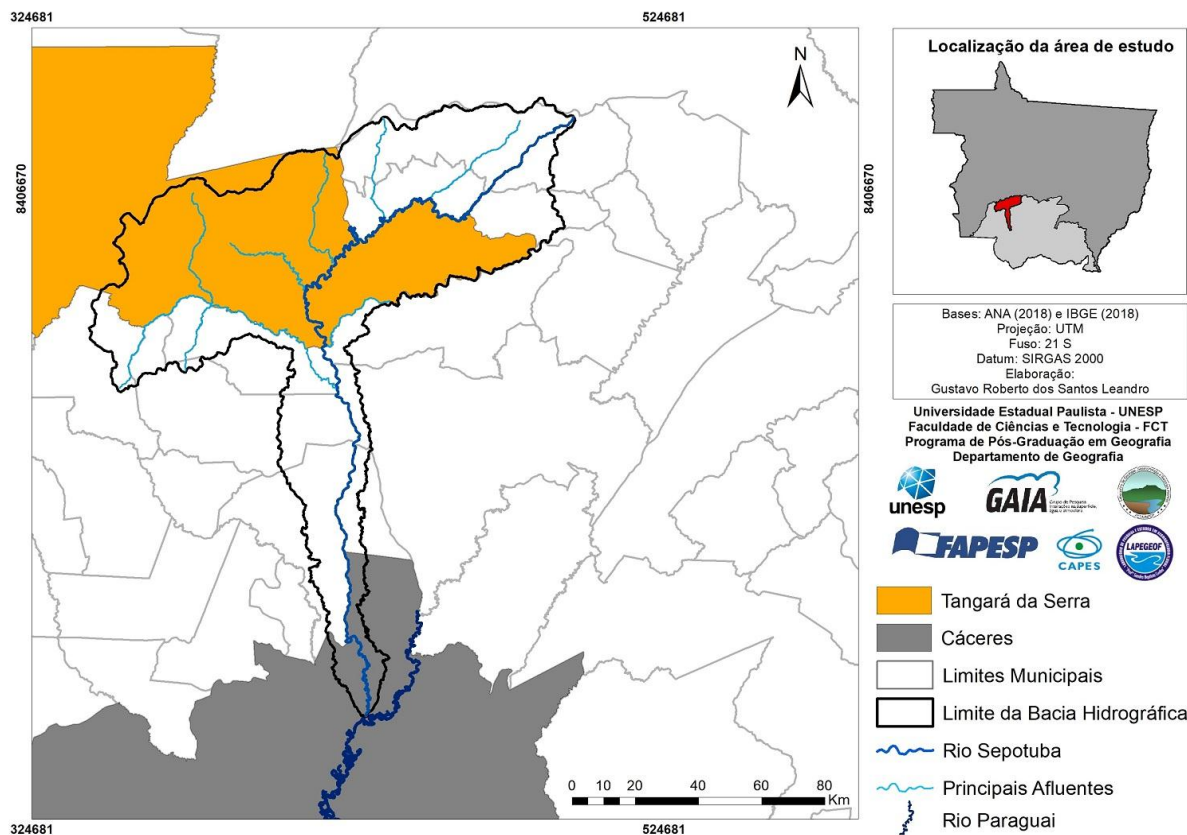 324681
524681
8406670
N
8406670
0 10 20 40 60 80
Km
324681
524681
Localização da área de estudo
Bases: ANA (2018) e IBGE (2018)
Projeção: UTM
Fuso: 21 S
Datum: SIRGAS 2000
Elaboração:
Gustavo Roberto dos Santos Leandro
Universidade Estadual Paulista - UNESP
Faculdade de Ciências e Tecnologia - FCT
Programa de Pós-Graduação em Geografia
Departamento de Geografia
unesp
GAIA
FAPESP
CAPES
LAPEGEOF
Tangará da Serra
Cáceres
Limites Municipais
Limite da Bacia Hidrográfica
Rio Sepotuba
Principais Afluentes
Rio Paraguai